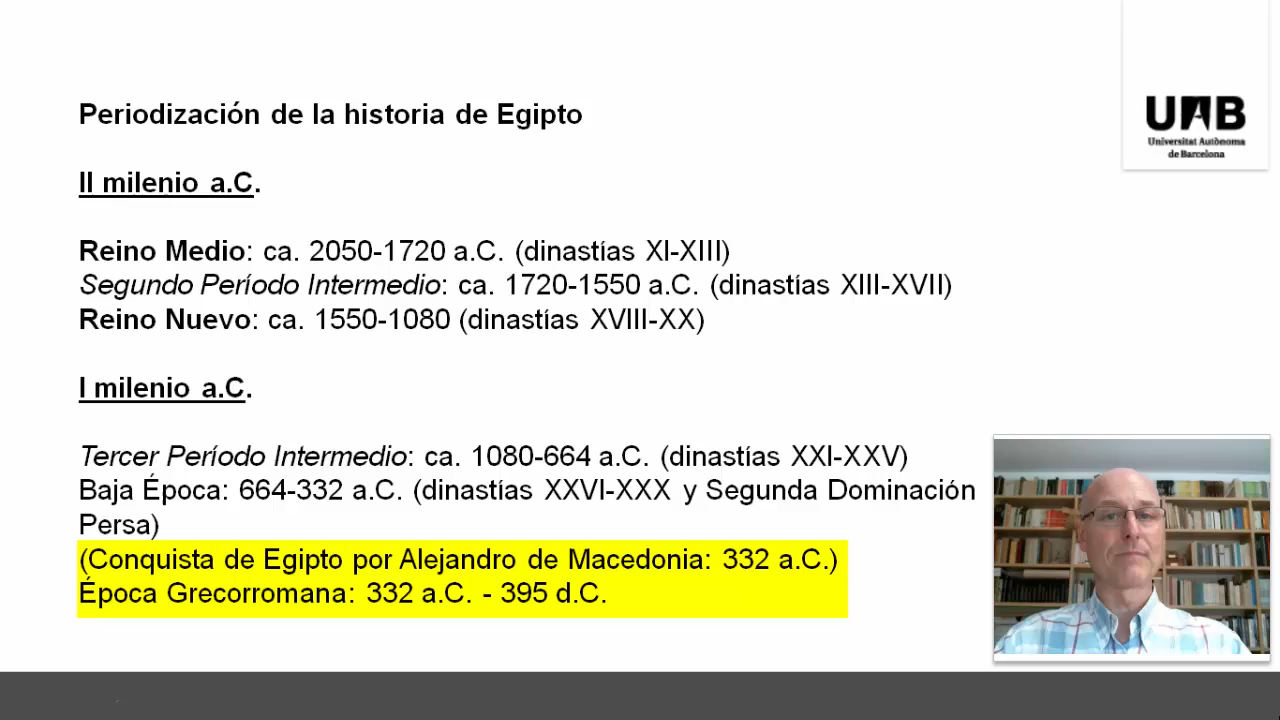 Periodización de la historia de Egipto
II milenio a.C.
Reino Medio: ca. 2050-1720 a.C. (dinastías XI-XIII)
Segundo Período Intermedio: ca. 1720-1550 a.C. (dinastías XIII-XVII)
Reino Nuevo: ca. 1550-1080 (dinastías XVIII-XX)
I milenio a.C.
Tercer Período Intermedio: ca. 1080-664 a.C. (dinastías XXI-XXV)
Baja Época: 664-332 a.C. (dinastías XXVI-XXX y Segunda Dominación
Persa)
(Conquista de Egipto por Alejandro de Macedonia: 332 a.C.)
Época Grecorromana: 332 a.C. - 395 d.C.
UAB
Universitat Autònoma
de Barcelona